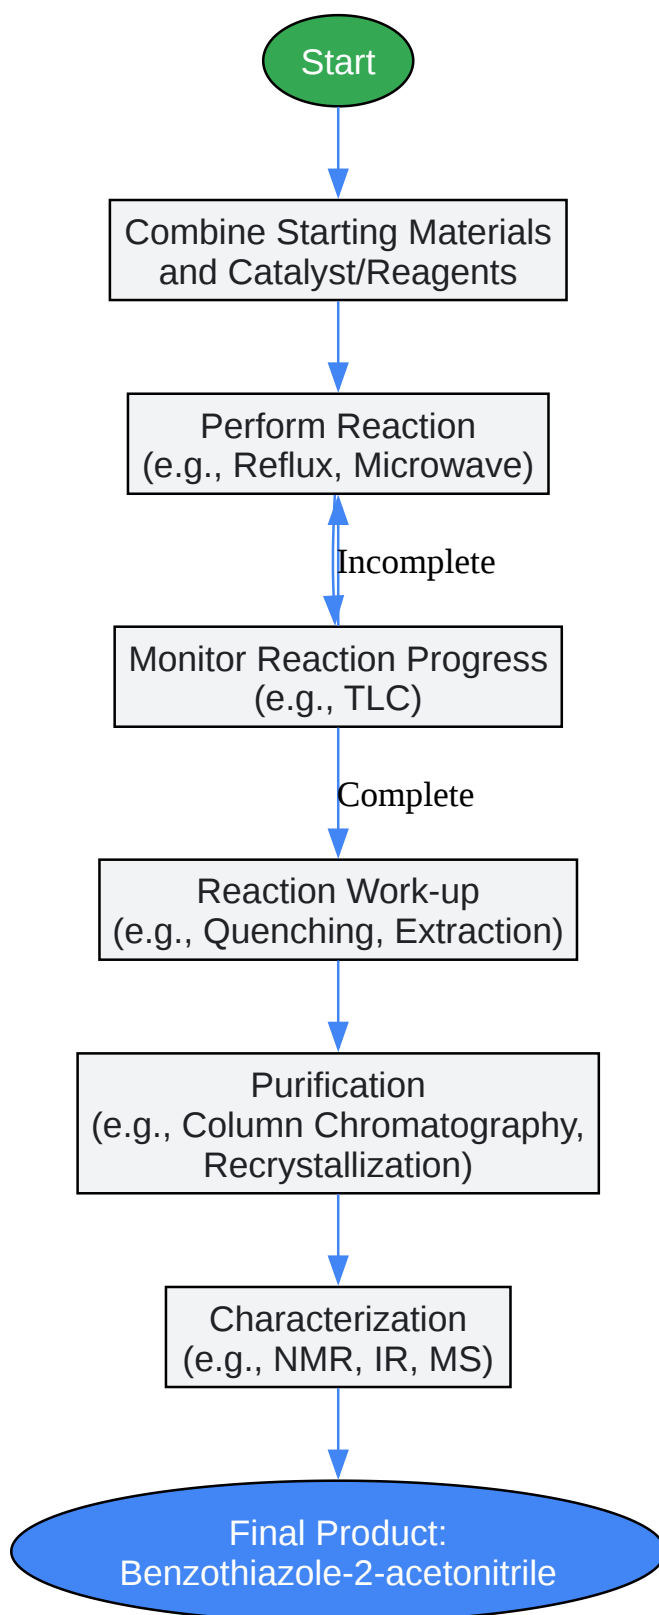 Start
Combine Starting Materials
and Catalyst/Reagents
Perform Reaction
(e.g., Reflux, Microwave)
Incomplete
Monitor Reaction Progress
(e.g., TLC)
Complete
Reaction Work-up
(e.g., Quenching, Extraction)
Purification
(e.g., Column Chromatography,
Recrystallization)
Characterization
(e.g., NMR, IR, MS)
Final Product:
Benzothiazole-2-acetonitrile